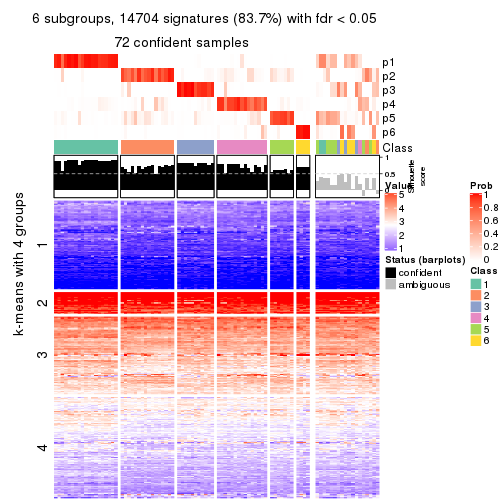 6 subgroups, 14704 signatures (83.7%) with fdr < 0.05
72 confident samples
p1
p2
p3
p4
p5
p6
Class
1
0.5
0
Silhouette
score
k-means with 4 groups
1
2
3
4
Value
5
4
3
2
1
Status (barplots)
confident
ambiguous
Prob
1
0.8
0.6
0.4
0.2
0
Class
1
2
3
4
5
6